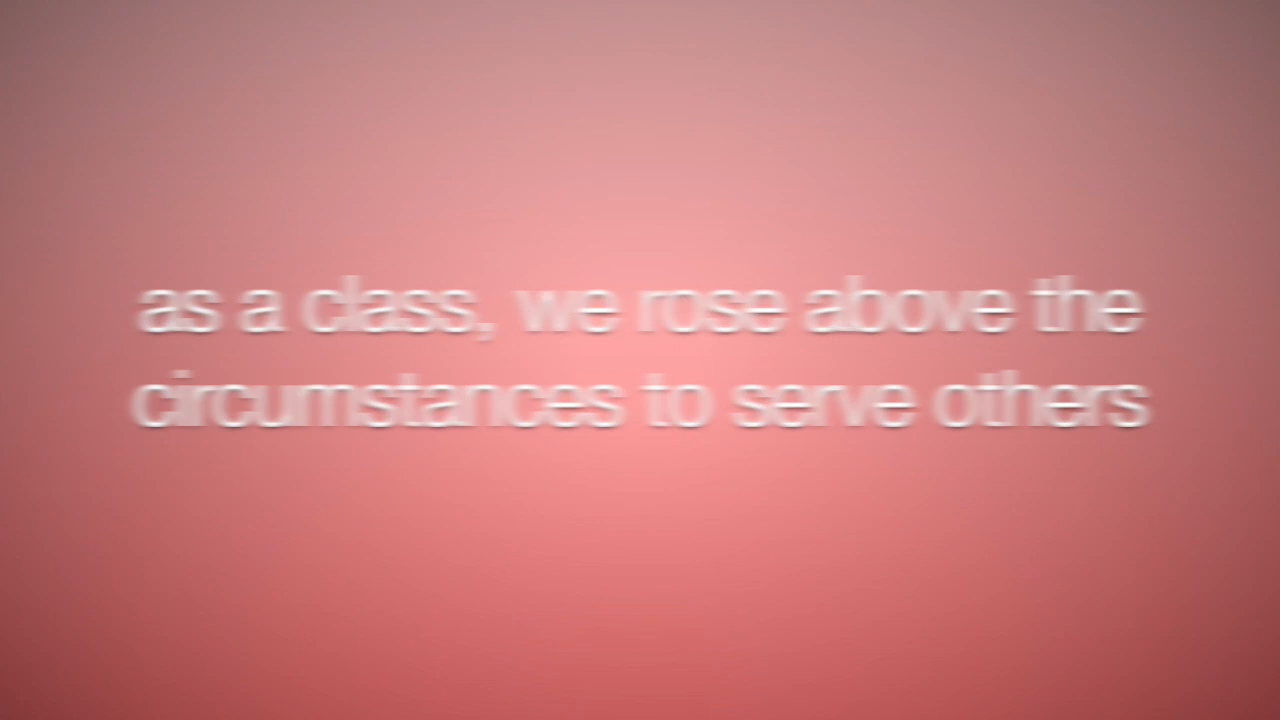 as a class, we rose above the
circumstances to serve others